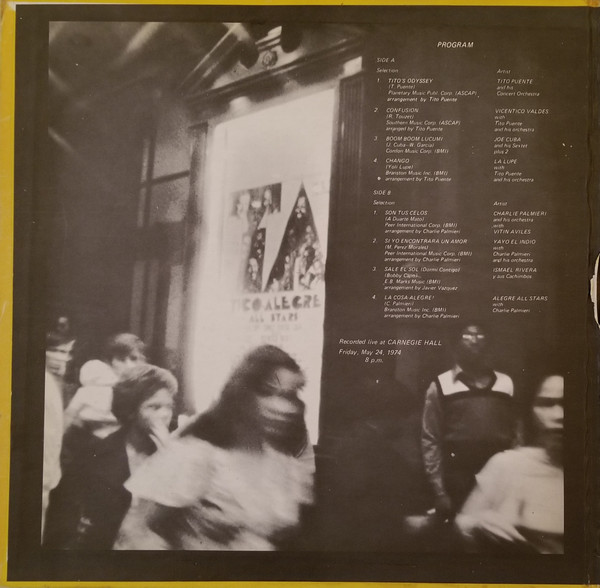 PROGRAM
SIDE A
Selection Artist
1. TITO'S ODYSSEY TITO PUENTE
(T. Puente) and his
Planetary Music Publ. Corp. (ASCAP) Concert Orchestra
arrangement by Tito Puente
2. CONFUSION VICENTICO VALDES
(R. Touzet) with
Southern Music Corp. (ASCAP) Tito Puente
arranged by Tito Puente and his orchestra
3. BOOM BOOM LUCUMI JOE CUBA
(J. Cuba-W. Garcia) and his Sextet
Cordon Music Corp. (BMI) plus 2
4. CHANGO LA LUPE
(Yoli Lupe) with
Branston Music Inc. (BMI) Tito Puente
arrangement by Tito Puente and his orchestra
SIDE B
Selection Artist
1. SON TUS CELOS CHARLIE PALMIERI
(A Duarte Mato) and his orchestra
Peer International Corp. (BMI) with
arrangement by Charlie Palmieri VITIN AVILES
2. SI YO ENCONTRARA UN AMOR YAYO EL INDIO
(M. Perez Morales) with
Peer International Music Corp. (BMI) Charlie Palmieri
arrangement by Charlie Palmieri and his orchestra
3. SALE EL SOL ISMAEL RIVERA
(Bobby Capo) y sus Cachimbos
E.B. Marks Music (BMI)
arrangement by Javier Vazquez
4. LA COSA ALEGRE! ALEGRE ALL STARS
(C. Palmieri) with
Branston Music Inc. (BMI) Charlie Palmieri
arrangement by Charlie Palmieri
Recorded live at CARNEGIE HALL
Friday, May 24, 1974
8 p.m.
TA
TICO ALEGRE
ALL STARS